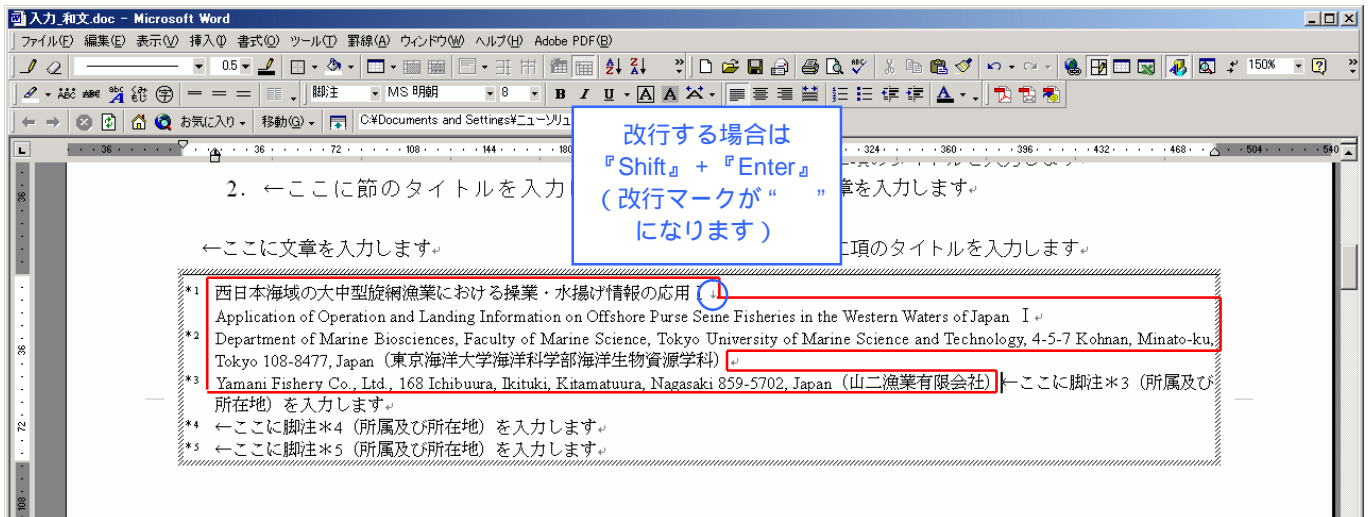 入力_和文.doc - Microsoft Word
ファイル(F) 編集(E) 表示(V) 挿入(I) 書式(O) ツール(T) 罫線(A) ウィンドウ(W) ヘルプ(H) Adobe PDF(B)
0.5 150%
脚注 MS 明朝 8 B I U A A
お気に入り 移動(G) C:¥Documents and Settings¥ニューソリュ
36 36 72 108 144 180 324 360 396 432 468 504 540
改行する場合は
『Shift』+『Enter』
(改行マークが“ ”
になります)
2. ←ここに節のタイトルを入力 章を入力します
←ここに文章を入力します に項のタイトルを入力します
*1 西日本海域の大中型旋網漁業における操業・水揚げ情報の応用 I
Application of Operation and Landing Information on Offshore Purse Seine Fisheries in the Western Waters of Japan I
*2 Department of Marine Biosciences, Faculty of Marine Science, Tokyo University of Marine Science and Technology, 4-5-7 Kohnan, Minato-ku,
Tokyo 108-8477, Japan(東京海洋大学海洋科学部海洋生物資源学科)
*3 Yamani Fishery Co., Ltd., 168 Ichibuura, Ikituki, Kitamatuura, Nagasaki 859-5702, Japan(山二漁業有限会社)←ここに脚注*3(所属及び
所在地)を入力します
*4 ←ここに脚注*4(所属及び所在地)を入力します
*5 ←ここに脚注*5(所属及び所在地)を入力します